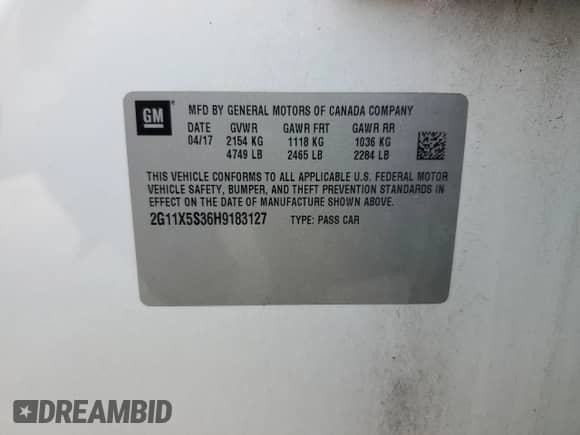 GM
MFD BY GENERAL MOTORS OF CANADA COMPANY
DATE GVWR GAWR FRT GAWR RR
04/17 2154 KG 1118 KG 1036 KG
4749 LB 2465 LB 2284 LB
THIS VEHICLE CONFORMS TO ALL APPLICABLE U.S. FEDERAL MOTOR
VEHICLE SAFETY, BUMPER, AND THEFT PREVENTION STANDARDS IN
EFFECT ON THE DATE OF MANUFACTURE SHOWN ABOVE.
2G11X5S36H9183127 TYPE: PASS CAR
DREAMBID